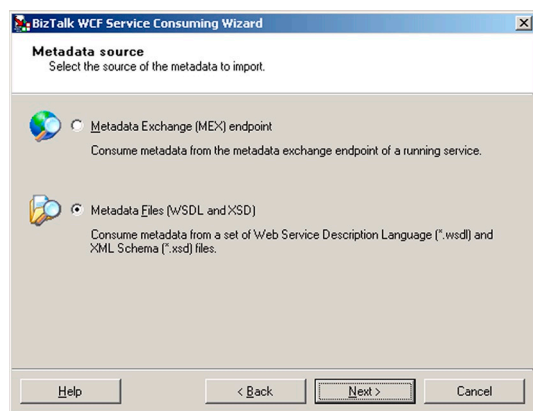 BizTalk WCF Service Consuming Wizard
Metadata source
Select the source of the metadata to import.
Metadata Exchange (MEX) endpoint
Consume metadata from the metadata exchange endpoint of a running service.
Metadata Files (WSDL and XSD)
Consume metadata from a set of Web Service Description Language (*.wsdl) and
XML Schema (*.xsd) files.
Help
< Back
Next >
Cancel